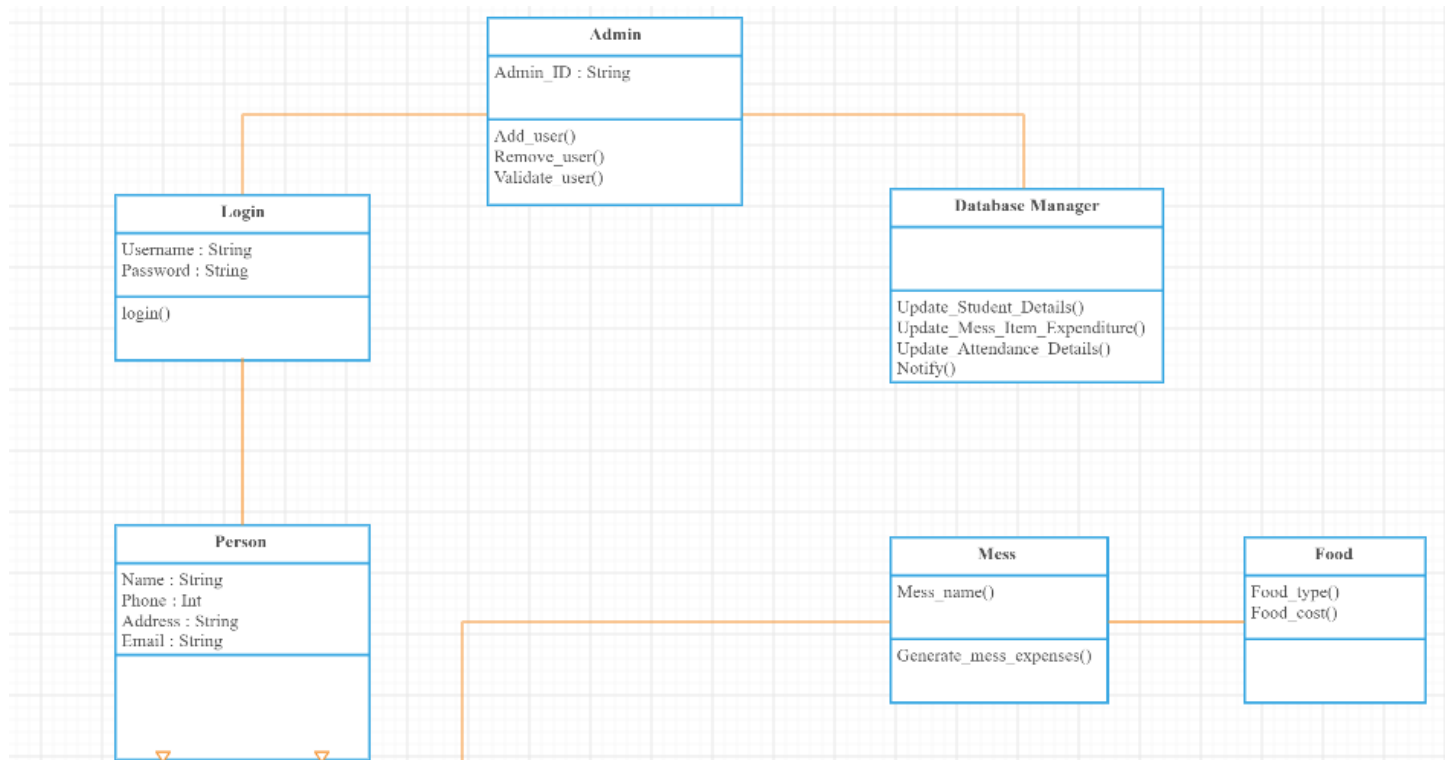 Admin
Admin_ID : String
Add_user()
Remove_user()
Validate_user()
Login
Username : String
Password : String
login()
Database Manager
Update_Student_Details()
Update_Mess_Item_Expenditure()
Update_Attendance_Details()
Notify()
Person
Name : String
Phone : Int
Address : String
Email : String
Mess
Mess_name()
Generate_mess_expenses()
Food
Food_type()
Food_cost()